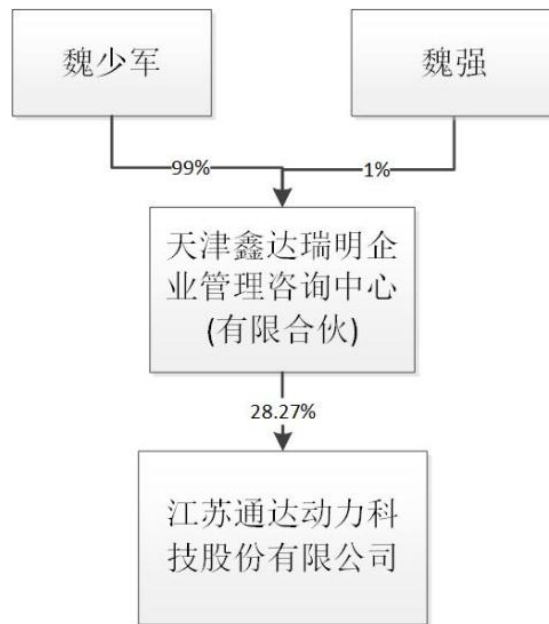 魏少军
魏强
99%
1%
天津鑫达瑞明企
业管理咨询中心
(有限合伙)
28.27%
江苏通达动力科
技股份有限公司